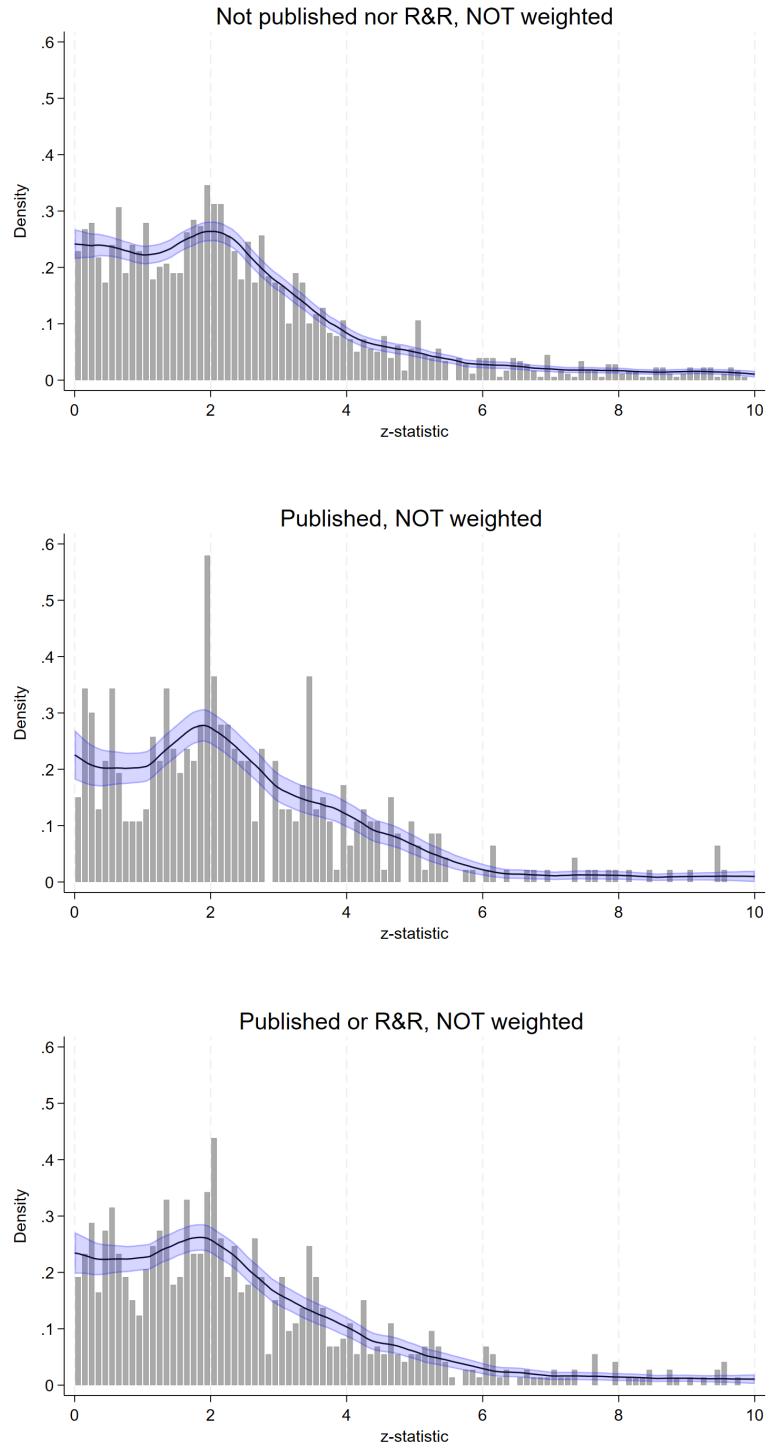 Not published nor R&R, NOT weighted
.6
.5
.4
.3
.2
.1
0
Density
0 2 4 6 8 10
z-statistic
Published, NOT weighted
.6
.5
.4
.3
.2
.1
0
Density
0 2 4 6 8 10
z-statistic
Published or R&R, NOT weighted
.6
.5
.4
.3
.2
.1
0
Density
0 2 4 6 8 10
z-statistic